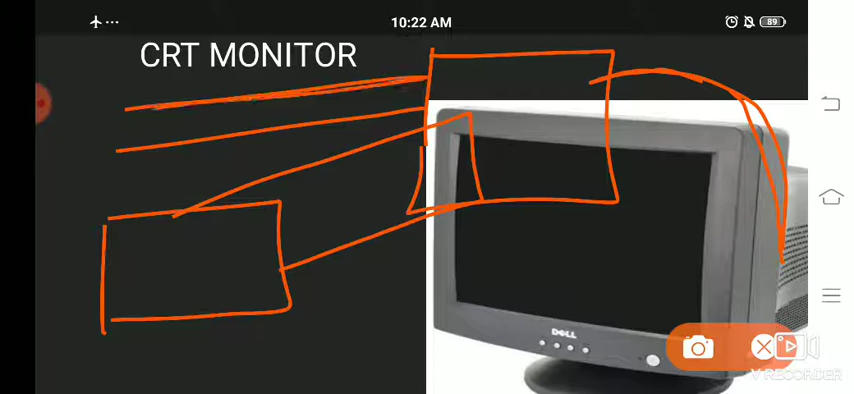 10:22 AM
89
CRT MONITOR
DELL
V RECORDER